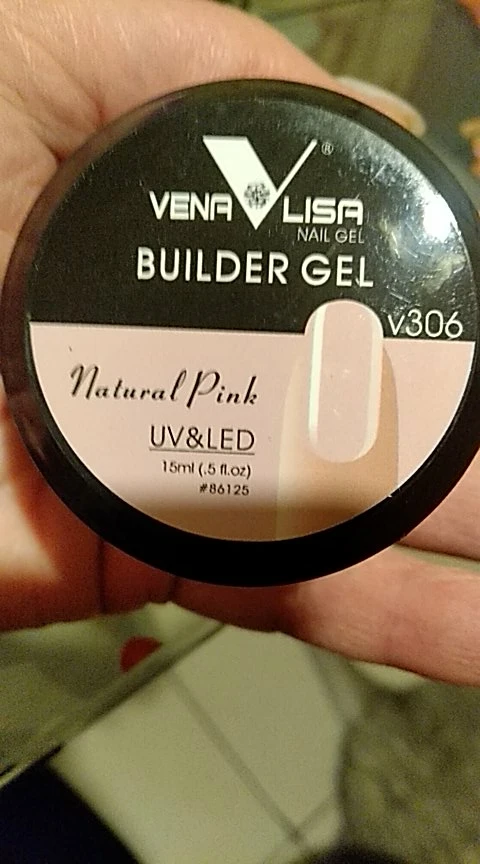 VENA LISA ®
NAIL GEL
BUILDER GEL
v306
Natural Pink
UV&LED
15ml (.5 fl.oz)
#86125